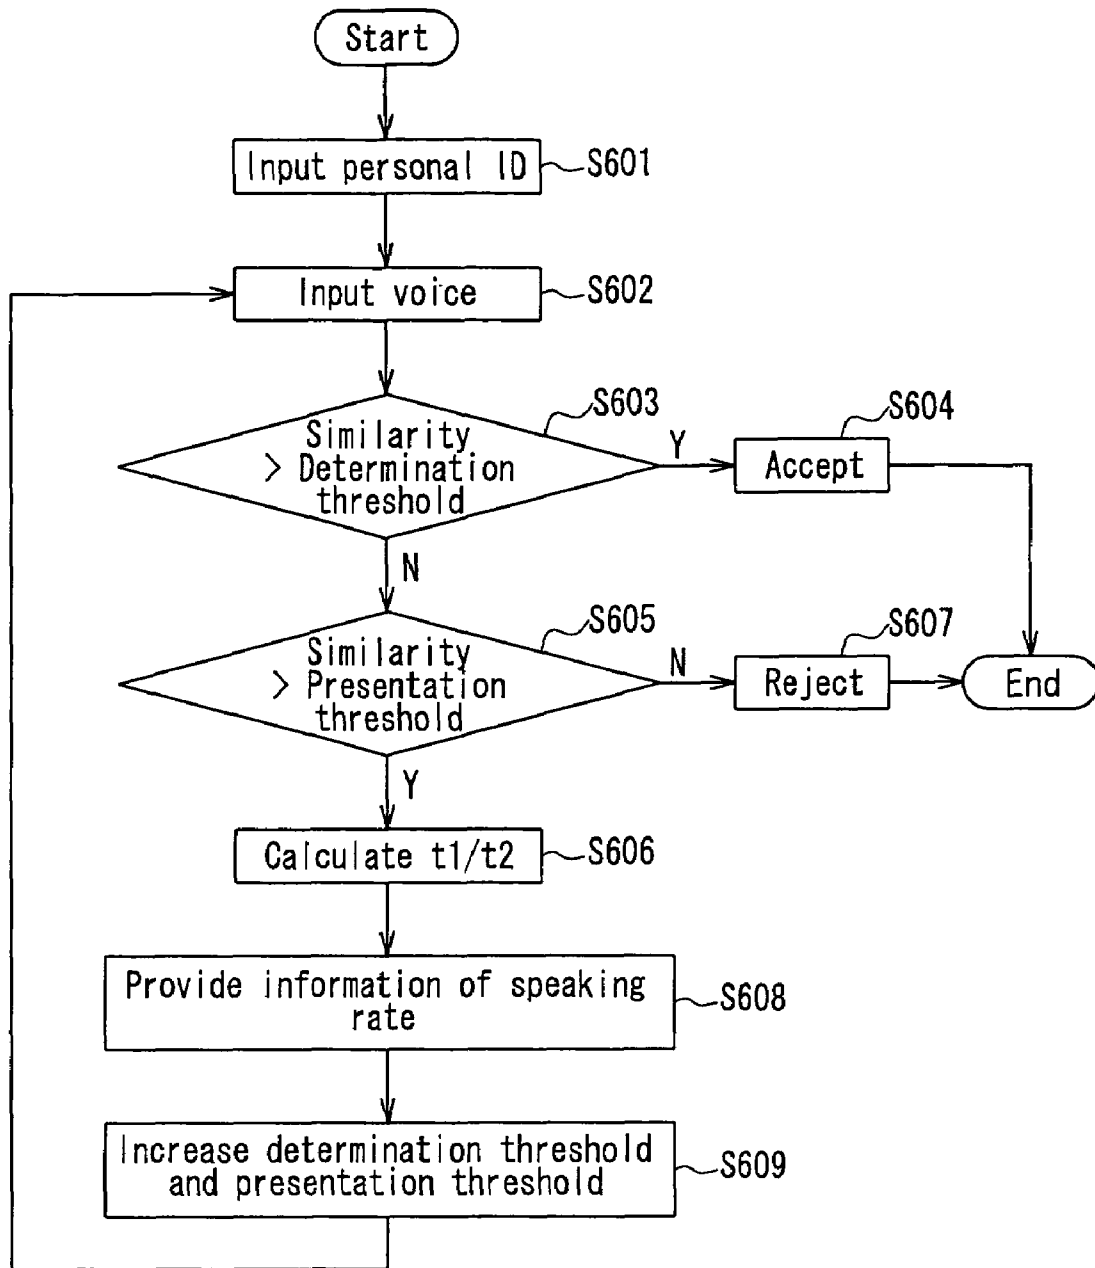 Start
Input personal ID
S601
Input voice
S602
S603
Similarity
> Determination
threshold
Y
S604
Accept
N
S605
Similarity
> Presentation
threshold
N
S607
Reject
End
Y
Calculate t1/t2
S606
Provide information of speaking
rate
S608
Increase determination threshold
and presentation threshold
S609